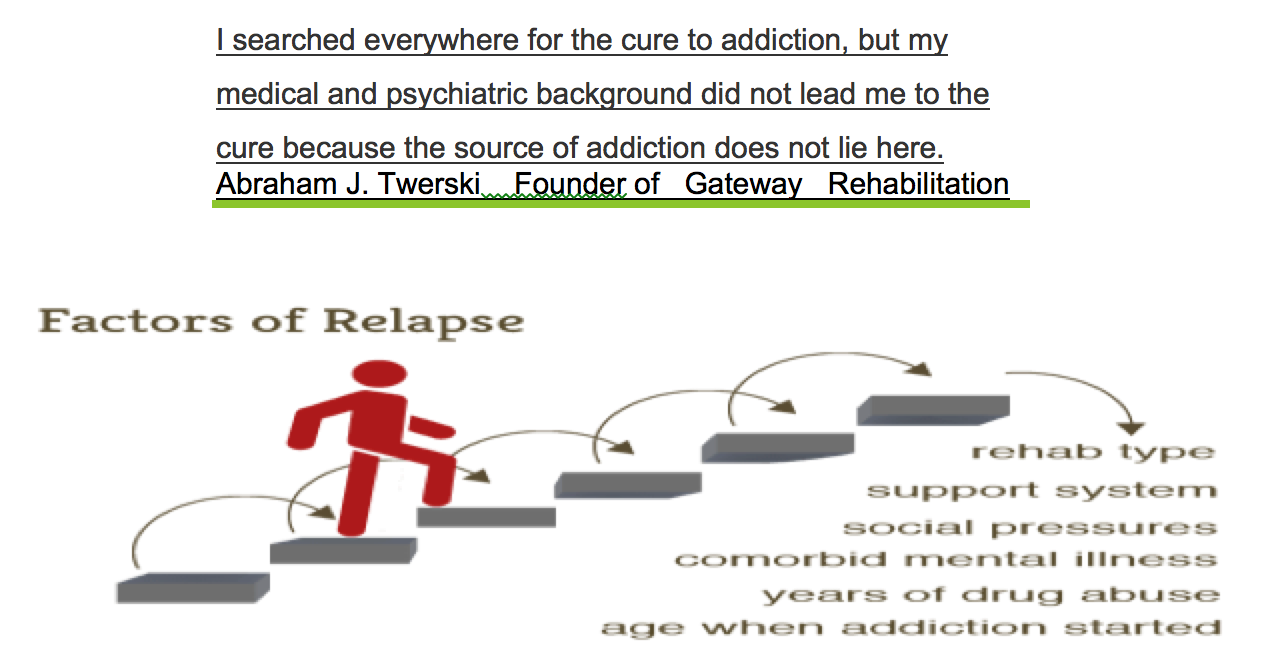 I searched everywhere for the cure to addiction, but my
medical and psychiatric background did not lead me to the
cure because the source of addiction does not lie here.
Abraham J. Twerski Founder of Gateway Rehabilitation
Factors of Relapse
rehab type
support system
social pressures
comorbid mental illness
years of drug abuse
age when addiction started